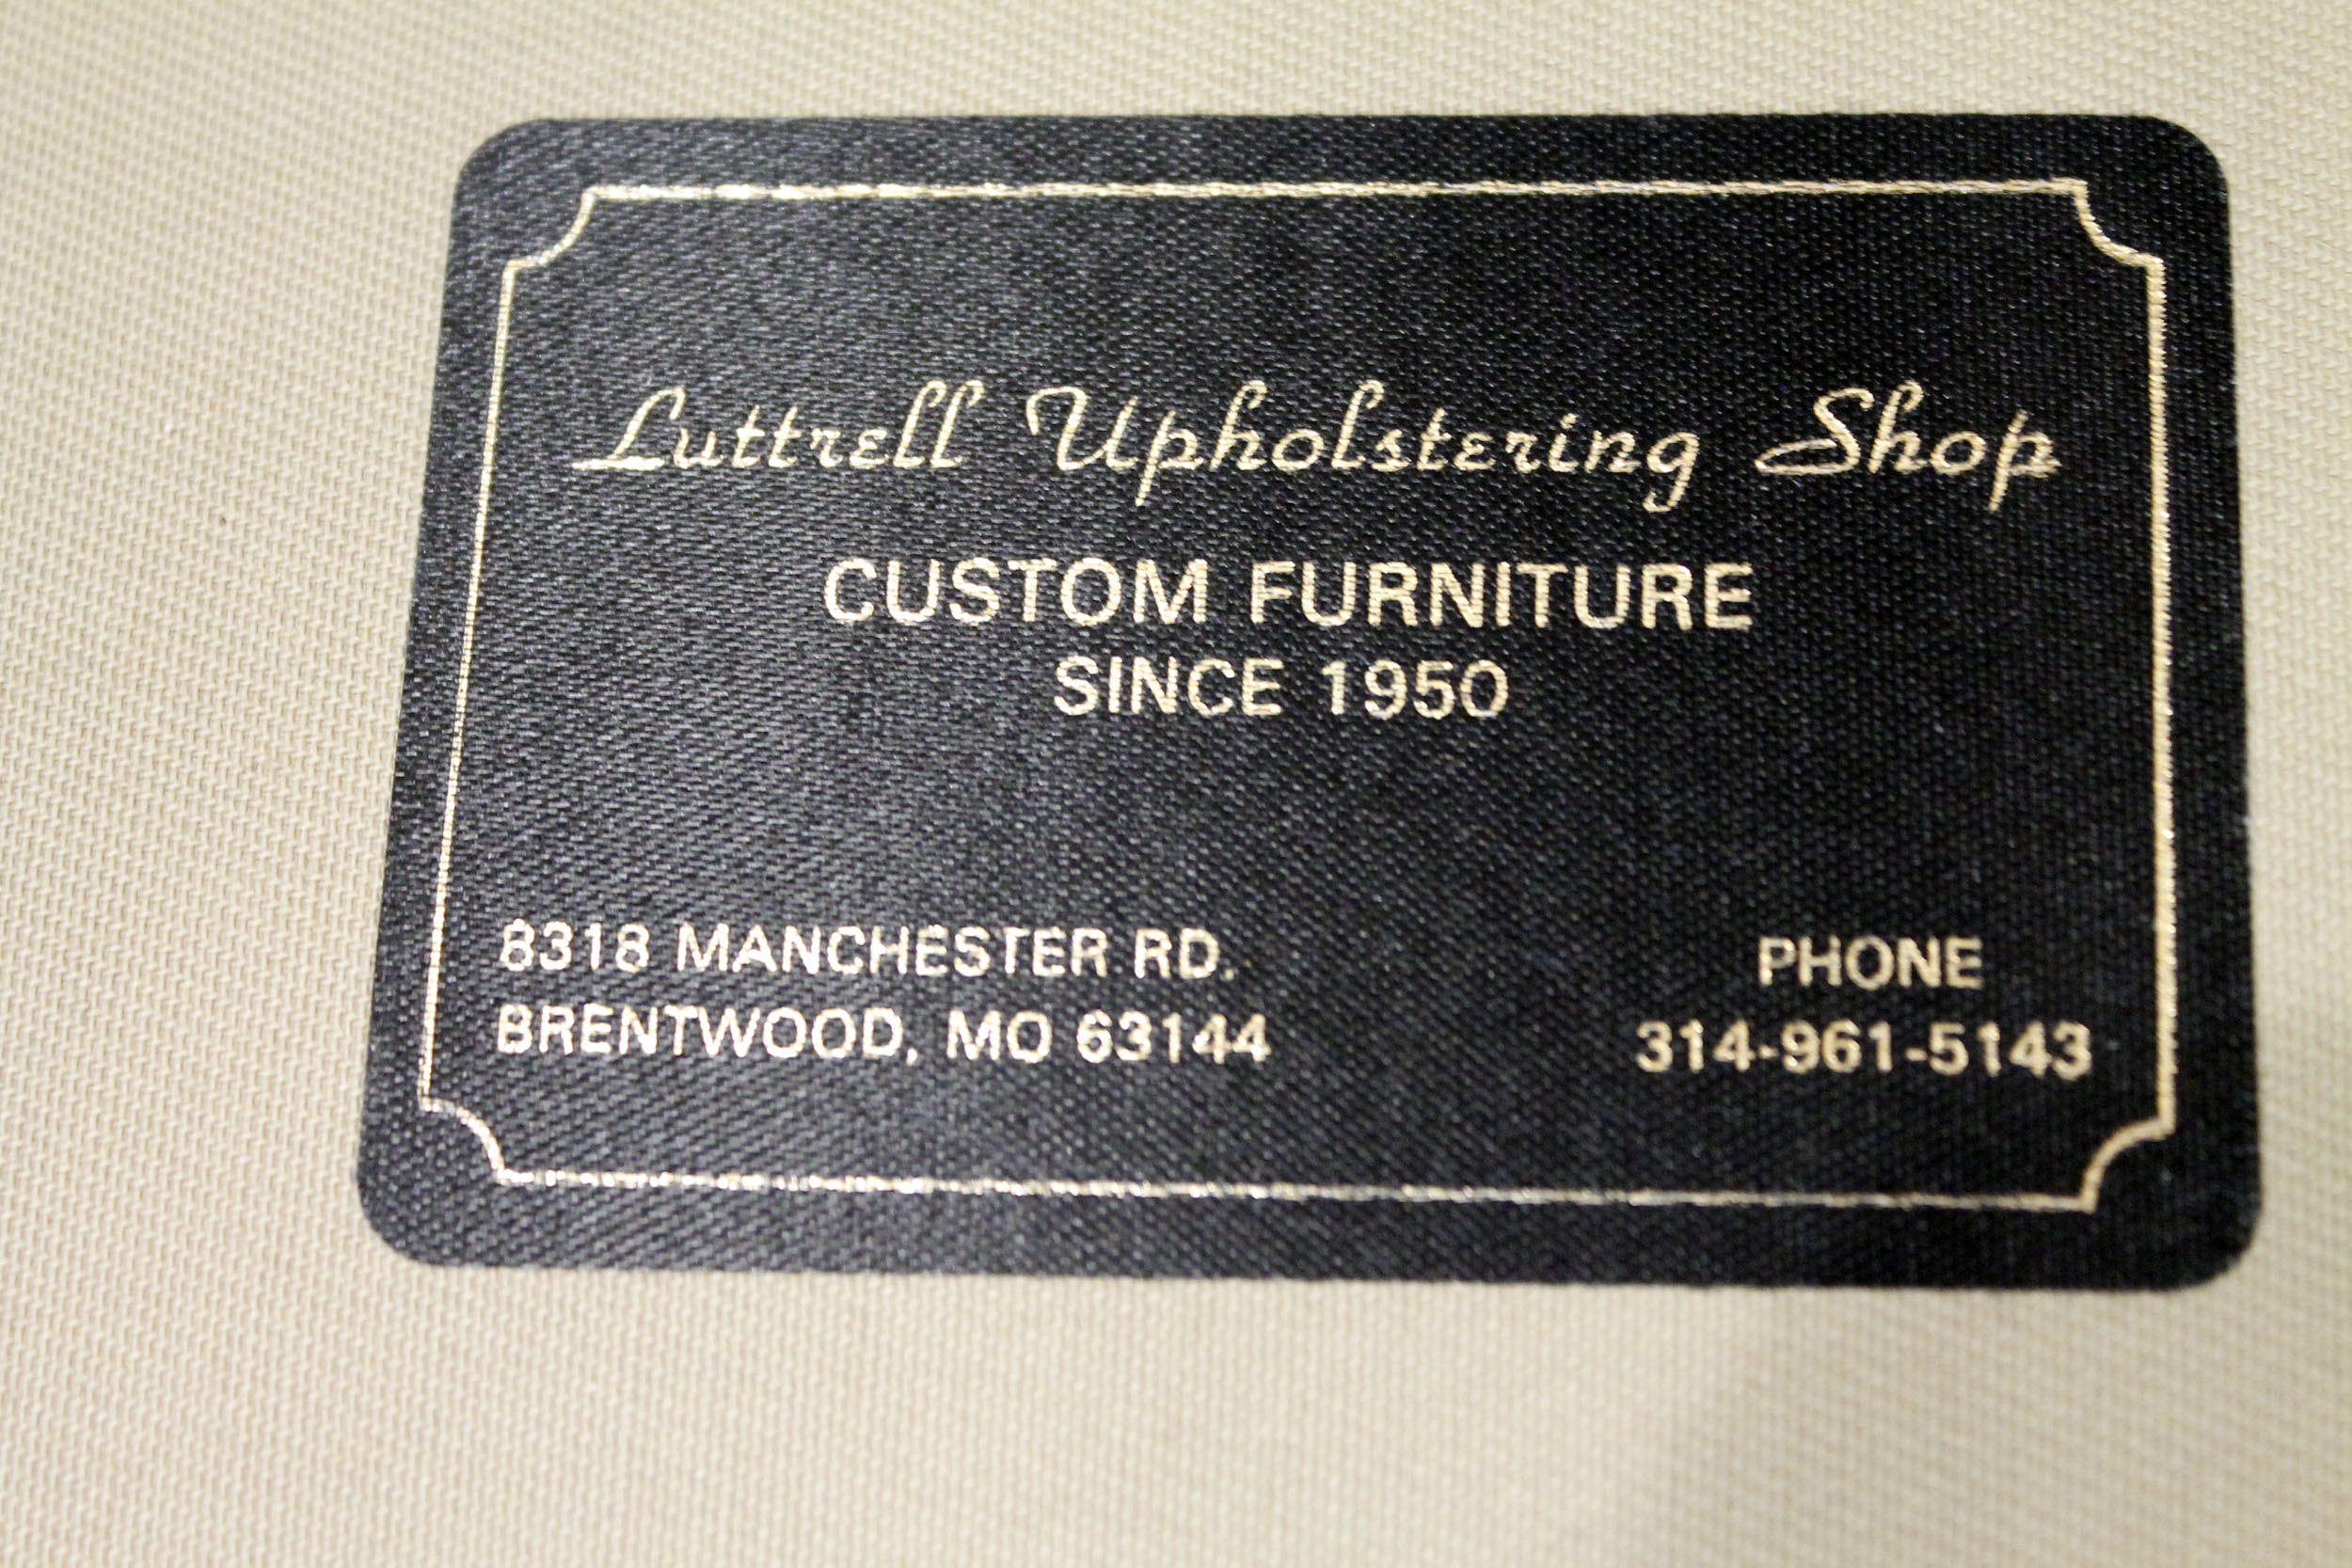 Luttrell Upholstering Shop
CUSTOM FURNITURE
SINCE 1950
8318 MANCHESTER RD.
BRENTWOOD, MO 63144
PHONE
314-961-5143